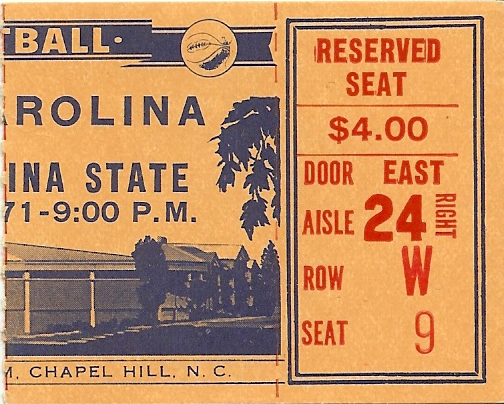 TBALL·
ROLINA
INA STATE
71-9:00 P.M.
M, CHAPEL HILL, N. C.
RESERVED
SEAT
$4.00
DOOR EAST
AISLE 24 RIGHT
ROW W
SEAT 9